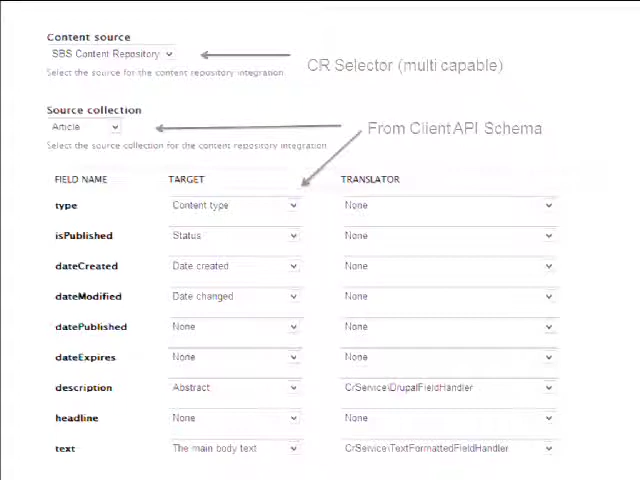 Content source
SBS Content Repository
CR Selector (multi capable)
Select the source for the content repository integration
Source collection
Article
From Client API Schema
Select the source collection for the content repository integration
FIELD NAME TARGET TRANSLATOR
type Content type None
isPublished Status None
dateCreated Date created None
dateModified Date changed None
datePublished None None
dateExpires None None
description Abstract CrService\DrupalFieldHandler
headline None None
text The main body text CrService\TextFormattedFieldHandler